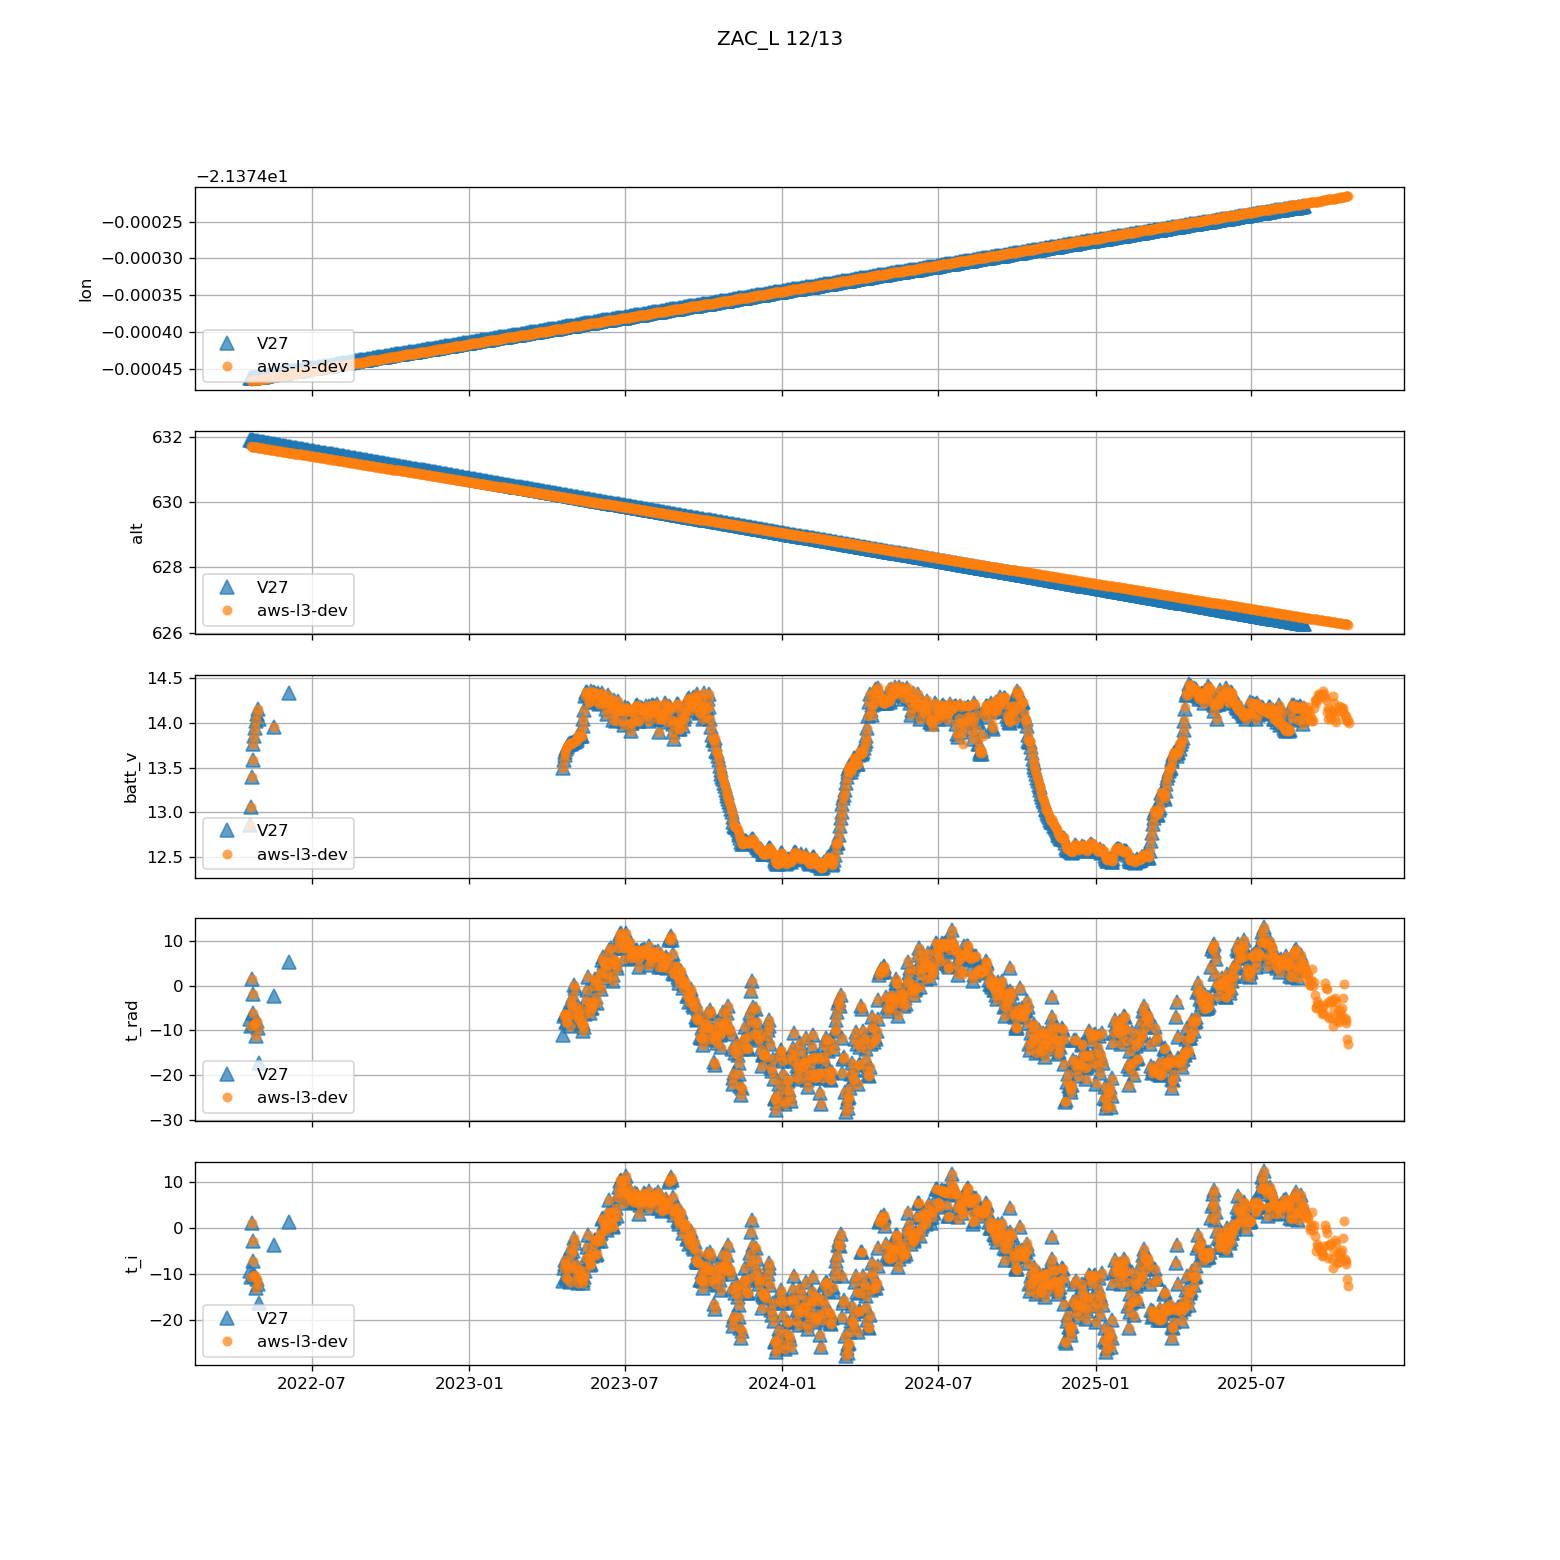 ZAC_L 12/13
−2.1374e1
−0.00025
−0.00030
−0.00035
−0.00040
−0.00045
lon
V27
aws-l3-dev
632
630
628
626
alt
V27
aws-l3-dev
14.5
14.0
13.5
13.0
12.5
batt_v
V27
aws-l3-dev
10
0
−10
−20
−30
t_rad
V27
aws-l3-dev
10
0
−10
−20
t_i
V27
aws-l3-dev
2022-07 2023-01 2023-07 2024-01 2024-07 2025-01 2025-07